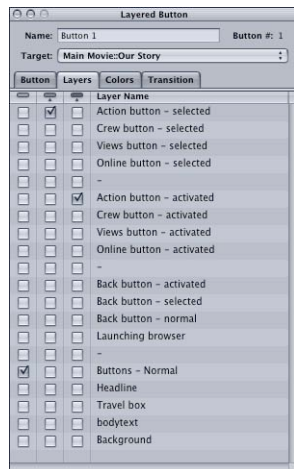 Layered Button
Name: Button 1 Button #: 1
Target: Main Movie::Our Story
Button Layers Colors Transition
Layer Name
Action button – selected
Crew button – selected
Views button – selected
Online button – selected
–
Action button – activated
Crew button – activated
Views button – activated
Online button – activated
–
Back button – activated
Back button – selected
Back button – normal
Launching browser
–
Buttons – Normal
Headline
Travel box
bodytext
Background